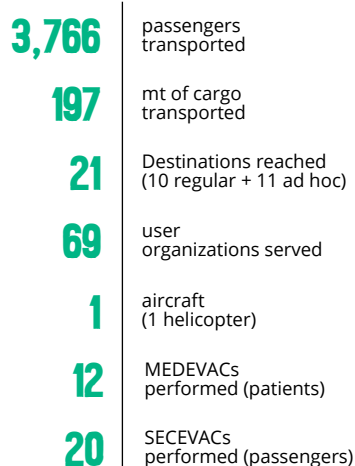 3,766 passengers
transported
197 mt of cargo
transported
21 Destinations reached
(10 regular + 11 ad hoc)
69 user
organizations served
1 aircraft
(1 helicopter)
12 MEDEVACs
performed (patients)
20 SECEVACs
performed (passengers)